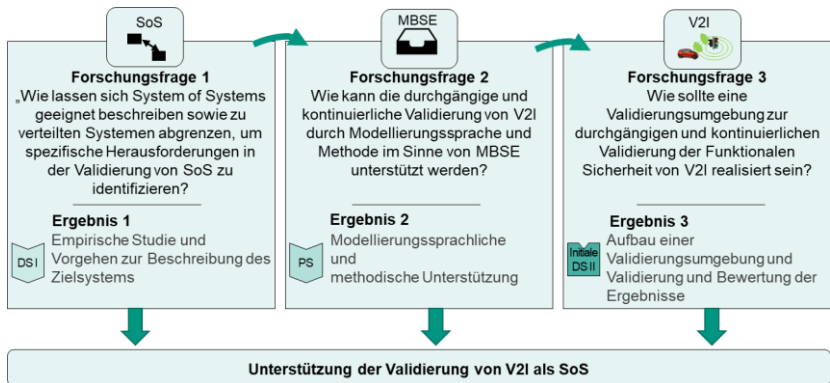 SoS
Forschungsfrage 1
„Wie lassen sich System of Systems
geeignet beschreiben sowie zu
verteilten Systemen abgrenzen, um
spezifische Herausforderungen in
der Validierung von SoS zu
identifizieren?
Ergebnis 1
DS I
Empirische Studie und
Vorgehen zur Beschreibung des
Zielsystems
MBSE
Forschungsfrage 2
Wie kann die durchgängige und
kontinuierliche Validierung von V2I
durch Modellierungssprache und
Methode im Sinne von MBSE
unterstützt werden?
Ergebnis 2
PS
Modellierungssprachliche
und
methodische Unterstützung
V2I
Forschungsfrage 3
Wie sollte eine
Validierungsumgebung zur
durchgängigen und kontinuierlichen
Validierung der Funktionalen
Sicherheit von V2I realisiert sein?
Ergebnis 3
Initiale
DS II
Aufbau einer
Validierungsumgebung und
Validierung und Bewertung der
Ergebnisse
Unterstützung der Validierung von V2I als SoS